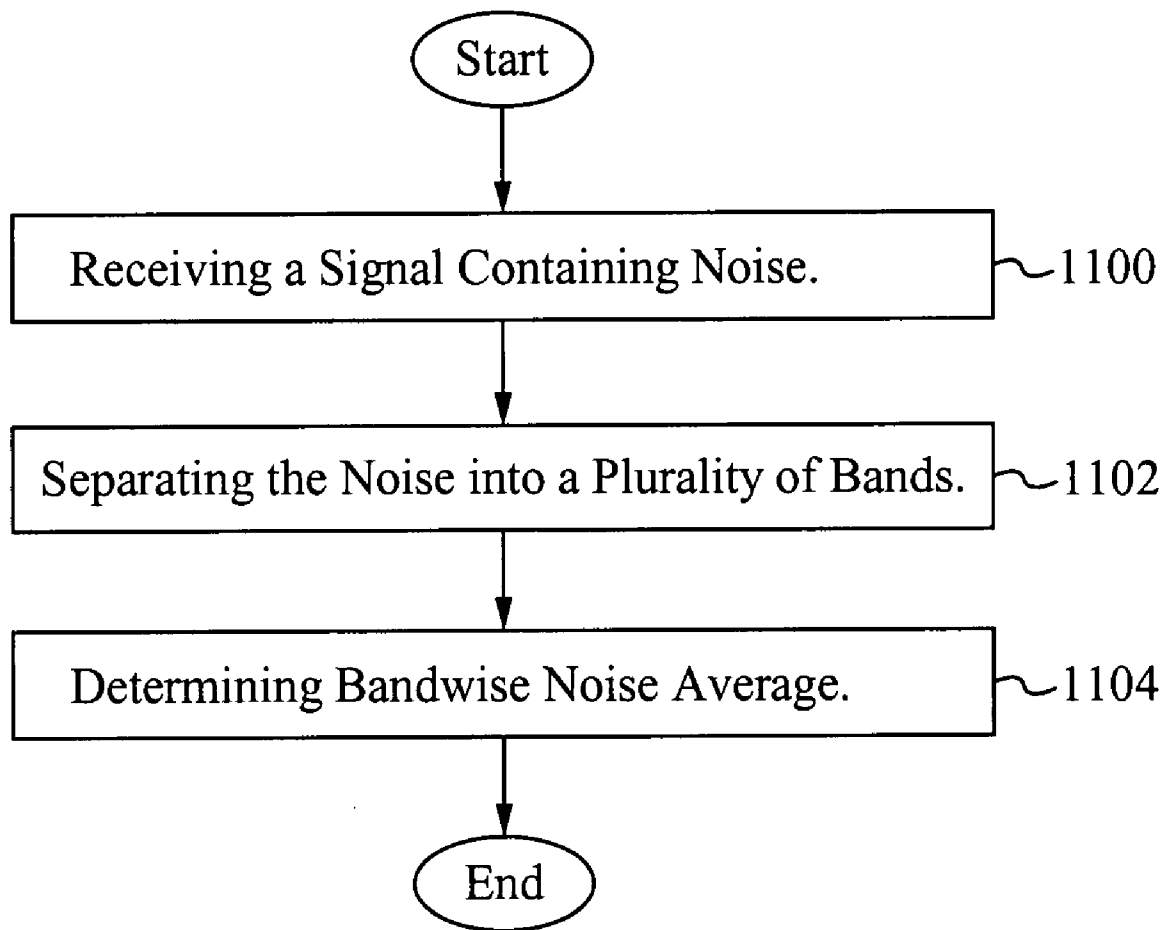 Start
Receiving a Signal Containing Noise.
1100
Separating the Noise into a Plurality of Bands.
1102
Determining Bandwise Noise Average.
1104
End